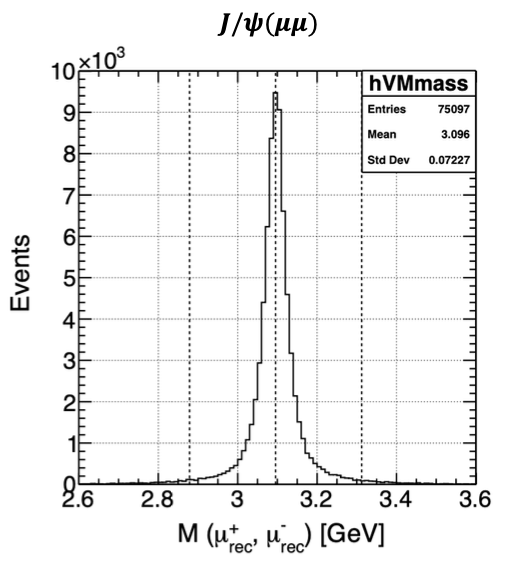 J/ψ(μμ)
×10³
hVMmass
Entries 75097
Mean 3.096
Std Dev 0.07227
10
9
8
7
6
5
4
3
2
1
0
Events
2.6 2.8 3 3.2 3.4 3.6
M (μ⁺rec, μ⁻rec) [GeV]